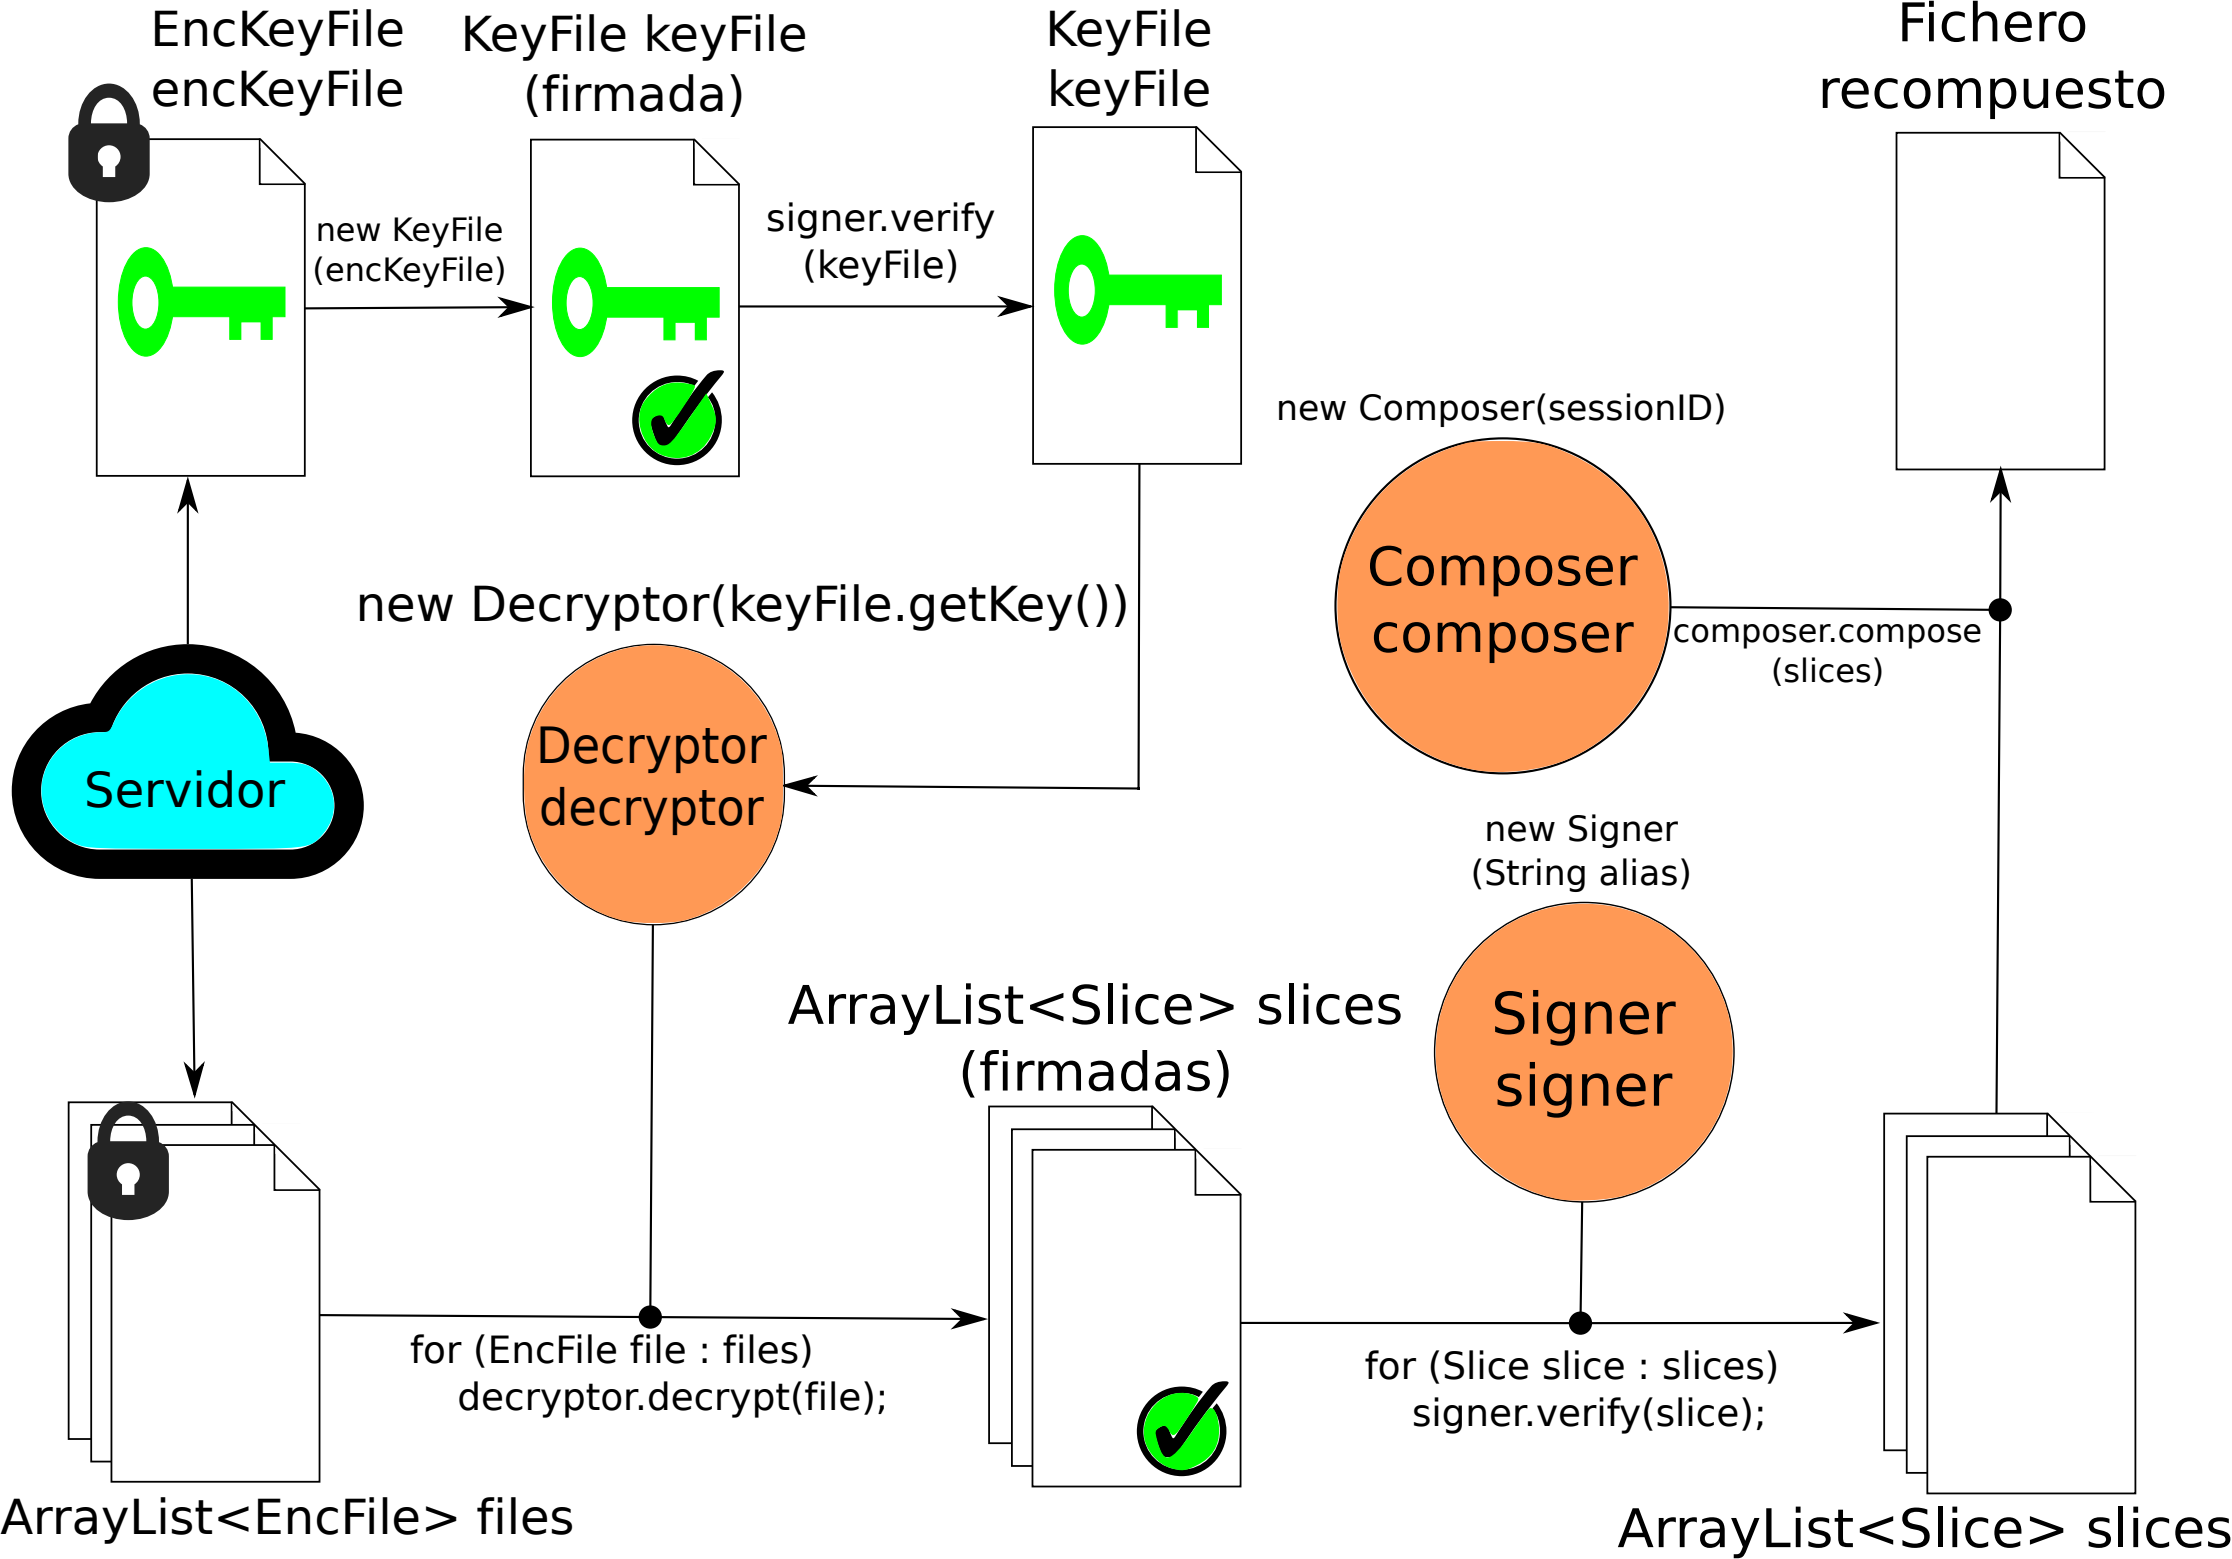 EncKeyFile
encKeyFile
KeyFile keyFile
(firmada)
KeyFile
keyFile
Fichero
recompuesto
new KeyFile
(encKeyFile)
signer.verify
(keyFile)
new Composer(sessionID)
Composer
composer
composer.compose
(slices)
new Decryptor(keyFile.getKey())
Decryptor
decryptor
Servidor
new Signer
(String alias)
Signer
signer
ArrayList<Slice> slices
(firmadas)
for (EncFile file : files)
decryptor.decrypt(file);
for (Slice slice : slices)
signer.verify(slice);
ArrayList<EncFile> files
ArrayList<Slice> slices